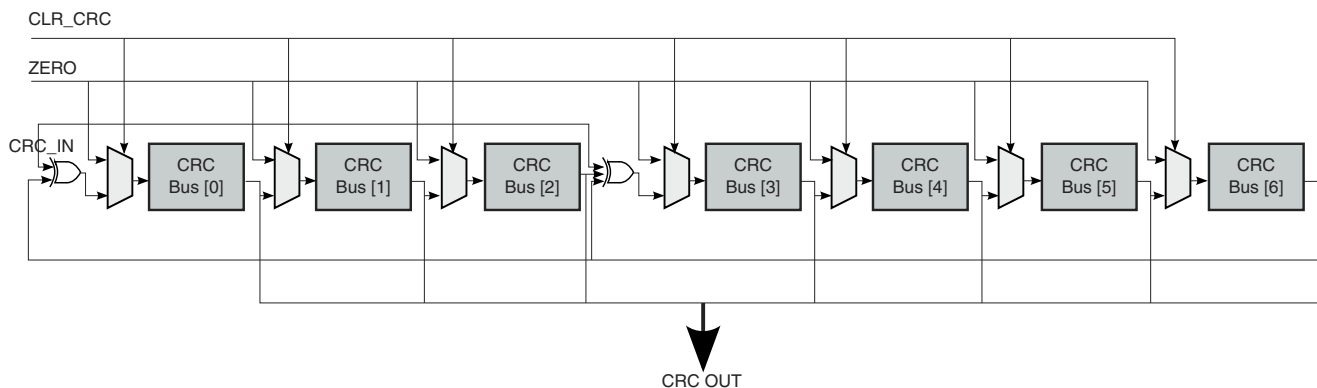 CLR_CRC
ZERO
CRC_IN
CRC
Bus [0]
CRC
Bus [1]
CRC
Bus [2]
CRC
Bus [3]
CRC
Bus [4]
CRC
Bus [5]
CRC
Bus [6]
CRC OUT